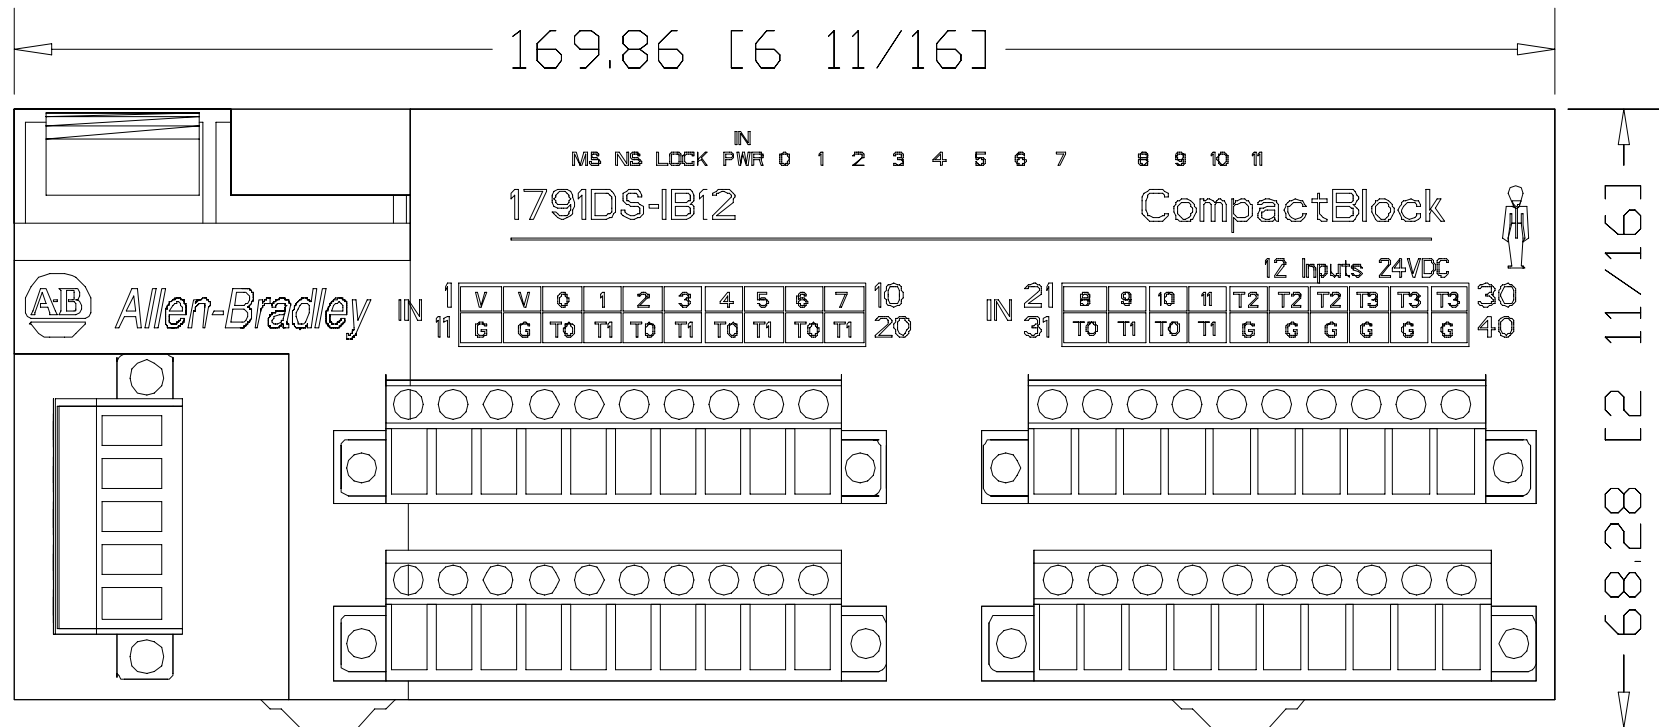 169.86 [6 11/16]
IN
MS NS LOCK PWR 0 1 2 3 4 5 6 7 8 9 10 11
1791DS-IB12 CompactBlock
12 Inputs 24VDC
A-B Allen-Bradley
IN 1 V V 0 1 2 3 4 5 6 7 10
11 G G T0 T1 T0 T1 T0 T1 T0 T1 20
IN 21 8 9 10 11 T2 T2 T2 T3 T3 T3 30
31 T0 T1 T0 T1 G G G G G G 40
68.28 [2 11/16]